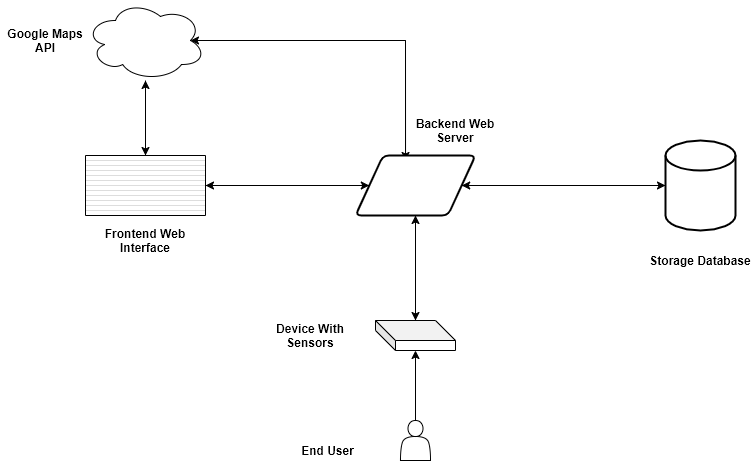 Google Maps
API
Backend Web
Server
Frontend Web
Interface
Storage Database
Device With
Sensors
End User